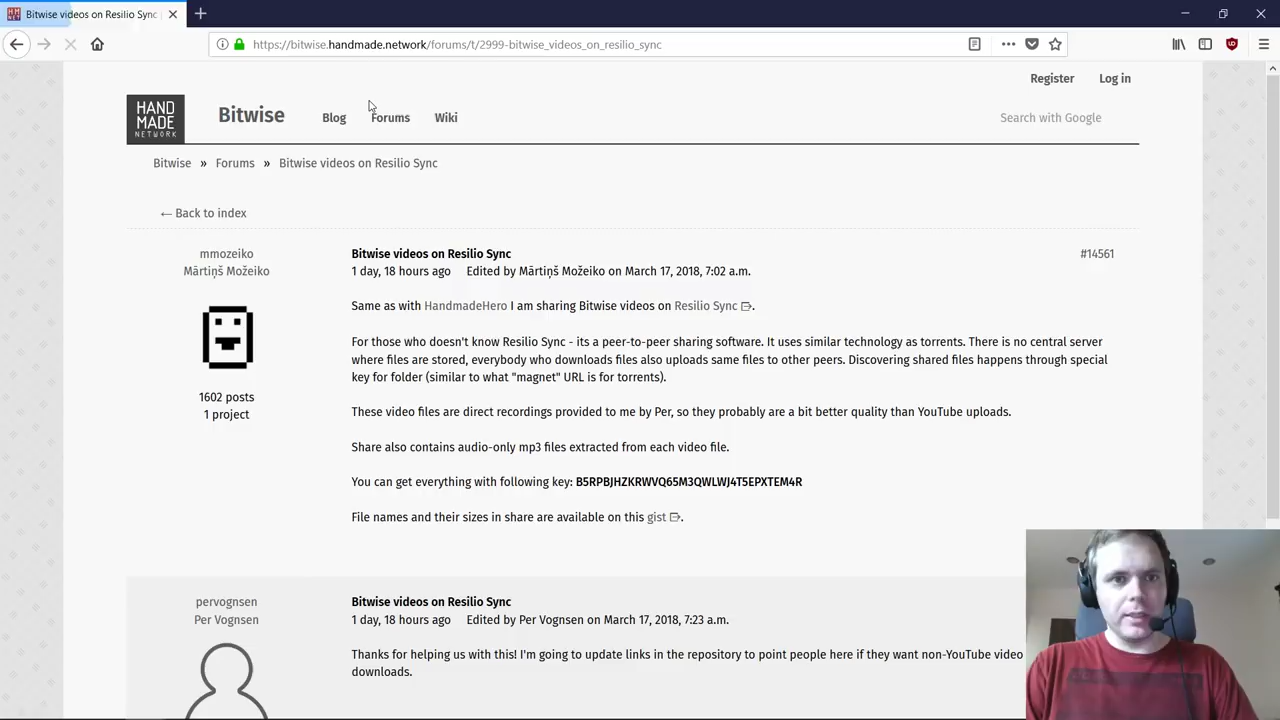 Bitwise videos on Resilio Sync
https://bitwise.handmade.network/forums/t/2999-bitwise_videos_on_resilio_sync
Register Log in
HAND MADE NETWORK
Bitwise Blog Forums Wiki Search with Google
Bitwise » Forums » Bitwise videos on Resilio Sync
← Back to index
mmozeiko
Mārtiņš Možeiko
1602 posts
1 project
Bitwise videos on Resilio Sync #14561
1 day, 18 hours ago Edited by Mārtiņš Možeiko on March 17, 2018, 7:02 a.m.
Same as with HandmadeHero I am sharing Bitwise videos on Resilio Sync.
For those who doesn't know Resilio Sync - its a peer-to-peer sharing software. It uses similar technology as torrents. There is no central server
where files are stored, everybody who downloads files also uploads same files to other peers. Discovering shared files happens through special
key for folder (similar to what "magnet" URL is for torrents).
These video files are direct recordings provided to me by Per, so they probably are a bit better quality than YouTube uploads.
Share also contains audio-only mp3 files extracted from each video file.
You can get everything with following key: B5RPBJHZKRWVQ65M3QWLWJ4T5EPXTEM4R
File names and their sizes in share are available on this gist.
pervognsen
Per Vognsen
Bitwise videos on Resilio Sync
1 day, 18 hours ago Edited by Per Vognsen on March 17, 2018, 7:23 a.m.
Thanks for helping us with this! I'm going to update links in the repository to point people here if they want non-YouTube video
downloads.